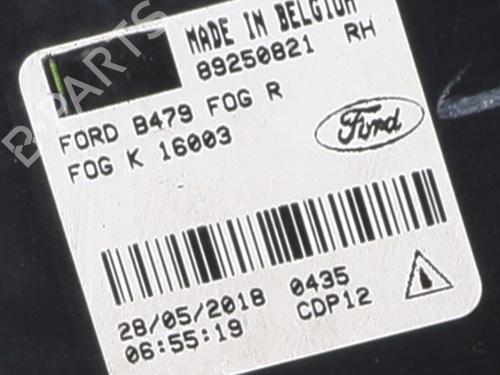 MADE IN BELGIUM
89250821 RH
FORD B479 FOG R
FOG K 16003
Ford
28/05/2018 0435
06:55:19 CDP12
B-PARTS